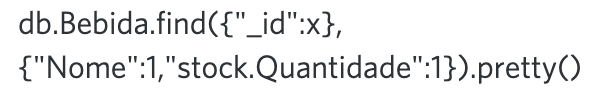 db.Bebida.find({"_id":x},
{"Nome":1,"stock.Quantidade":1}).pretty()